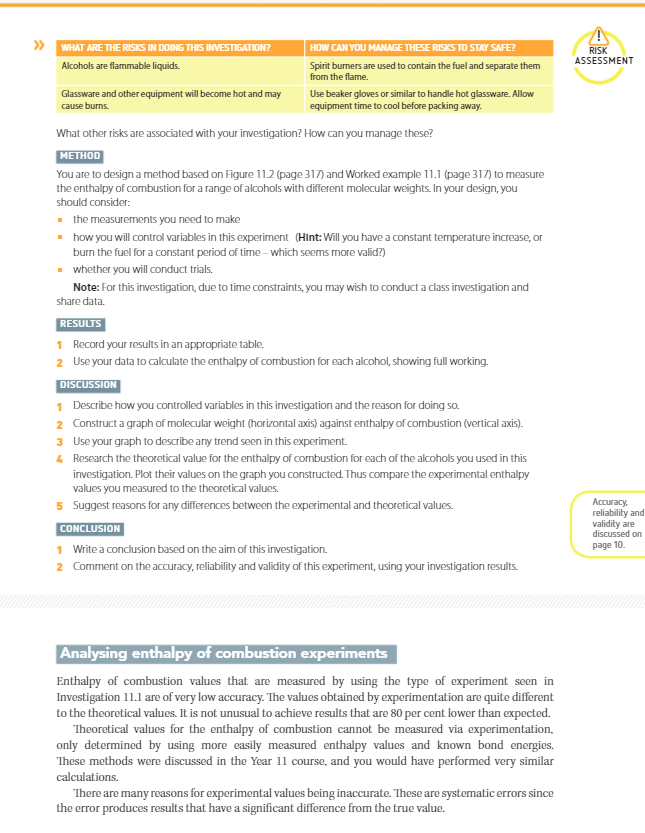 »
WHAT ARE THE RISKS IN DOING THIS INVESTIGATION?
HOW CAN YOU MANAGE THESE RISKS TO STAY SAFE?
Alcohols are flammable liquids.
Spirit burners are used to contain the fuel and separate them
from the flame.
Glassware and other equipment will become hot and may
cause burns.
Use beaker gloves or similar to handle hot glassware. Allow
equipment time to cool before packing away.
!
RISK
ASSESSMENT
What other risks are associated with your investigation? How can you manage these?
METHOD
You are to design a method based on Figure 11.2 (page 317) and Worked example 11.1 (page 317) to measure
the enthalpy of combustion for a range of alcohols with different molecular weights. In your design, you
should consider:
▪ the measurements you need to make
▪ how you will control variables in this experiment (Hint: Will you have a constant temperature increase, or
burn the fuel for a constant period of time – which seems more valid?)
▪ whether you will conduct trials.
Note: For this investigation, due to time constraints, you may wish to conduct a class investigation and
share data.
RESULTS
1 Record your results in an appropriate table.
2 Use your data to calculate the enthalpy of combustion for each alcohol, showing full working.
DISCUSSION
1 Describe how you controlled variables in this investigation and the reason for doing so.
2 Construct a graph of molecular weight (horizontal axis) against enthalpy of combustion (vertical axis).
3 Use your graph to describe any trend seen in this experiment.
4 Research the theoretical value for the enthalpy of combustion for each of the alcohols you used in this
investigation. Plot their values on the graph you constructed. Thus compare the experimental enthalpy
values you measured to the theoretical values.
5 Suggest reasons for any differences between the experimental and theoretical values.
Accuracy,
reliability and
validity are
discussed on
page 10.
CONCLUSION
1 Write a conclusion based on the aim of this investigation.
2 Comment on the accuracy, reliability and validity of this experiment, using your investigation results.
Analysing enthalpy of combustion experiments
Enthalpy of combustion values that are measured by using the type of experiment seen in
Investigation 11.1 are of very low accuracy. The values obtained by experimentation are quite different
to the theoretical values. It is not unusual to achieve results that are 80 per cent lower than expected.
Theoretical values for the enthalpy of combustion cannot be measured via experimentation,
only determined by using more easily measured enthalpy values and known bond energies.
These methods were discussed in the Year 11 course, and you would have performed very similar
calculations.
There are many reasons for experimental values being inaccurate. These are systematic errors since
the error produces results that have a significant difference from the true value.